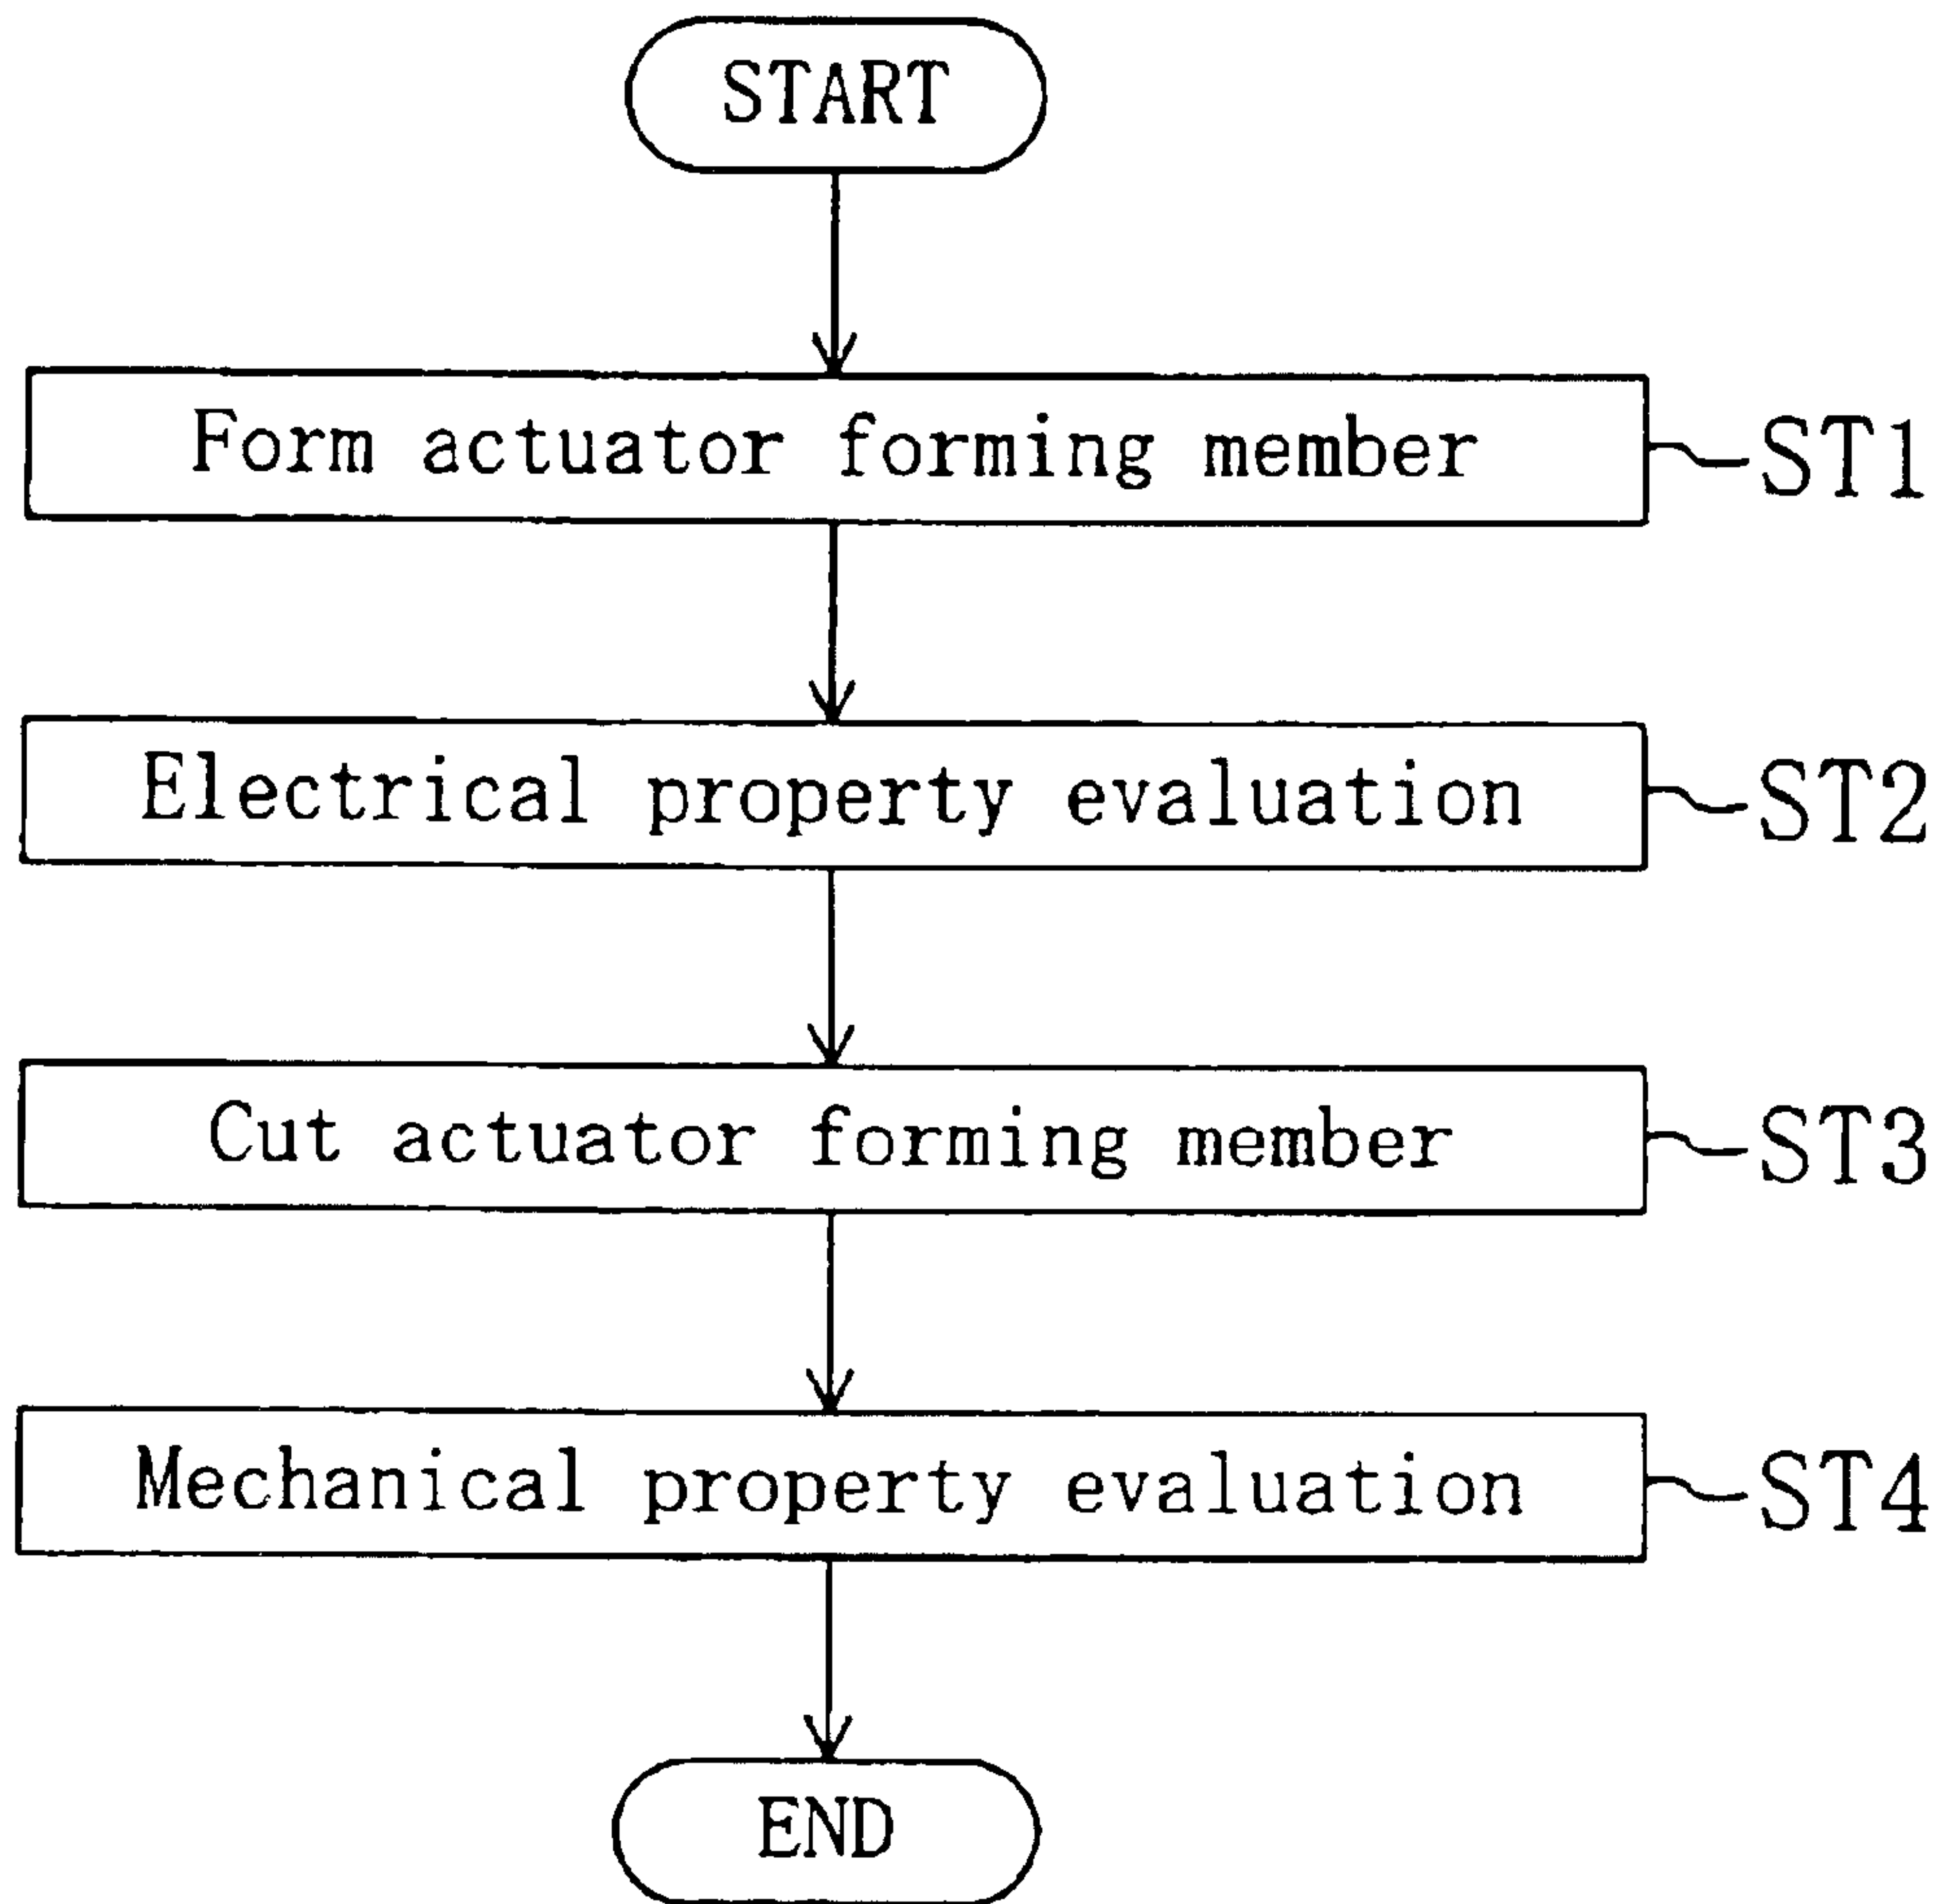 START
Form actuator forming member
ST1
Electrical property evaluation
ST2
Cut actuator forming member
ST3
Mechanical property evaluation
ST4
END